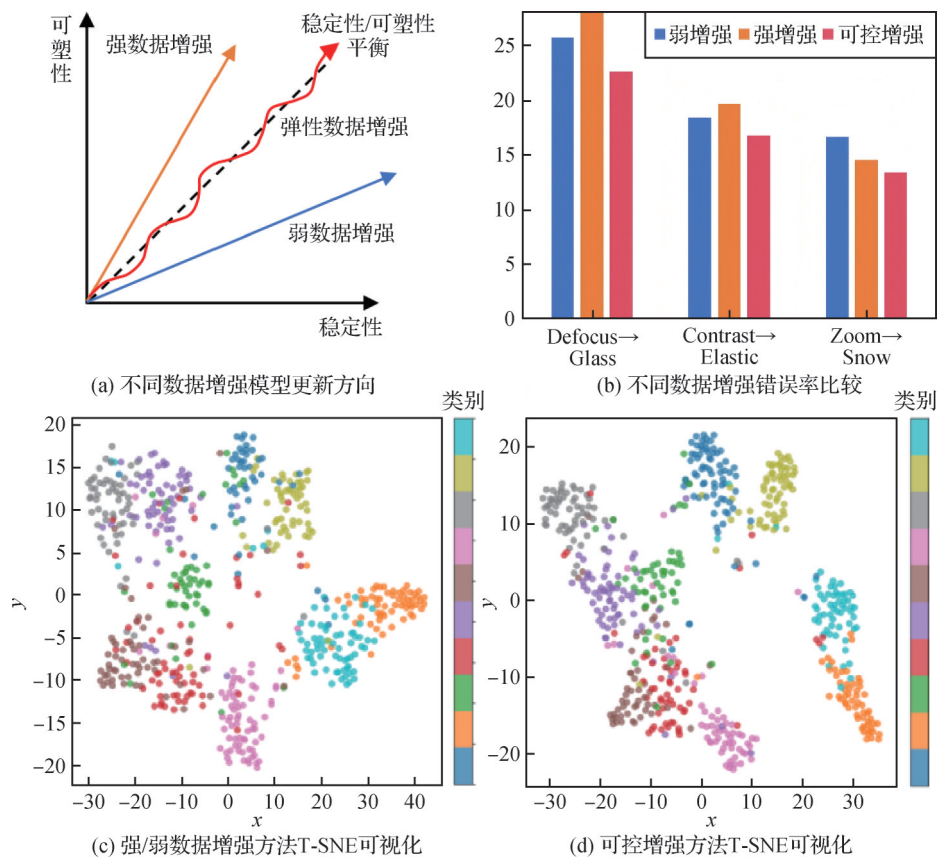 可塑性
强数据增强
稳定性/可塑性
平衡
弹性数据增强
弱数据增强
稳定性
(a) 不同数据增强模型更新方向
25
20
15
10
5
0
弱增强 强增强 可控增强
Defocus→
Glass
Contrast→
Elastic
Zoom→
Snow
(b) 不同数据增强错误率比较
类别
20
15
10
5
0
−5
−10
−15
−20
y
−30 −20 −10 0 10 20 30 40
x
(c) 强/弱数据增强方法T-SNE可视化
类别
20
10
0
−10
−20
y
−30 −20 −10 0 10 20 30
x
(d) 可控增强方法T-SNE可视化